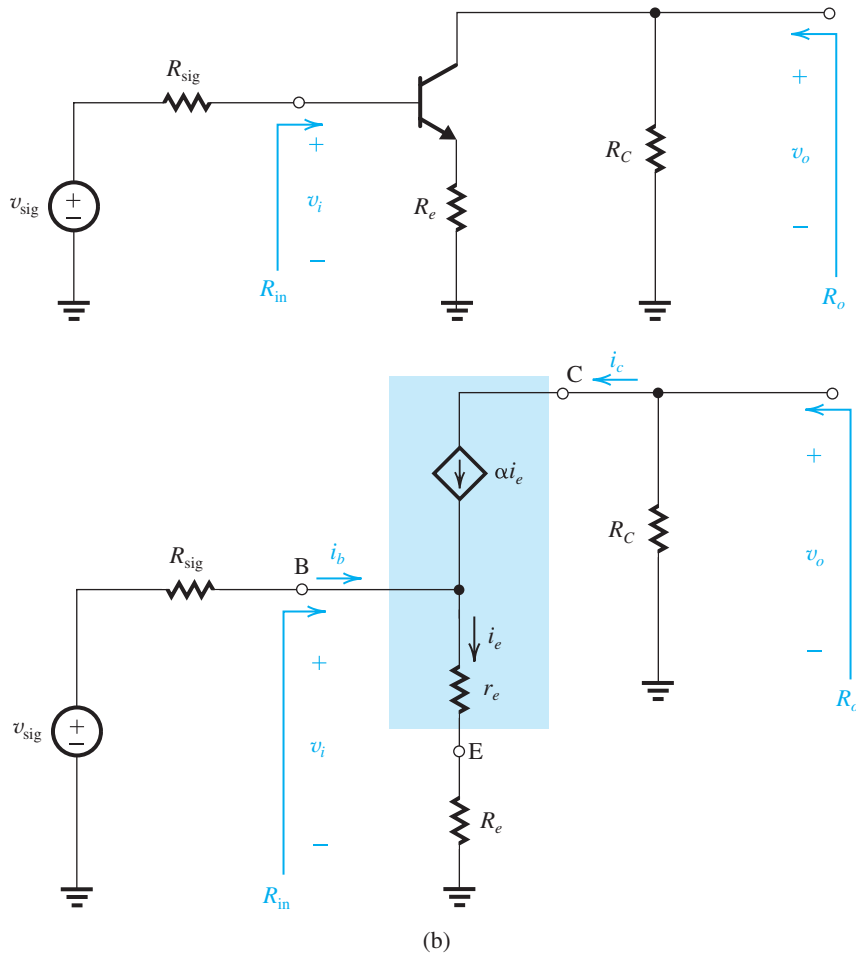 R_sig
v_sig
+
−
R_in
+
v_i
−
R_e
R_C
+
v_o
−
R_o
C
i_c
αi_e
R_C
+
v_o
−
R_o
R_sig
B
i_b
i_e
r_e
E
R_e
v_sig
+
−
+
v_i
−
R_in
(b)